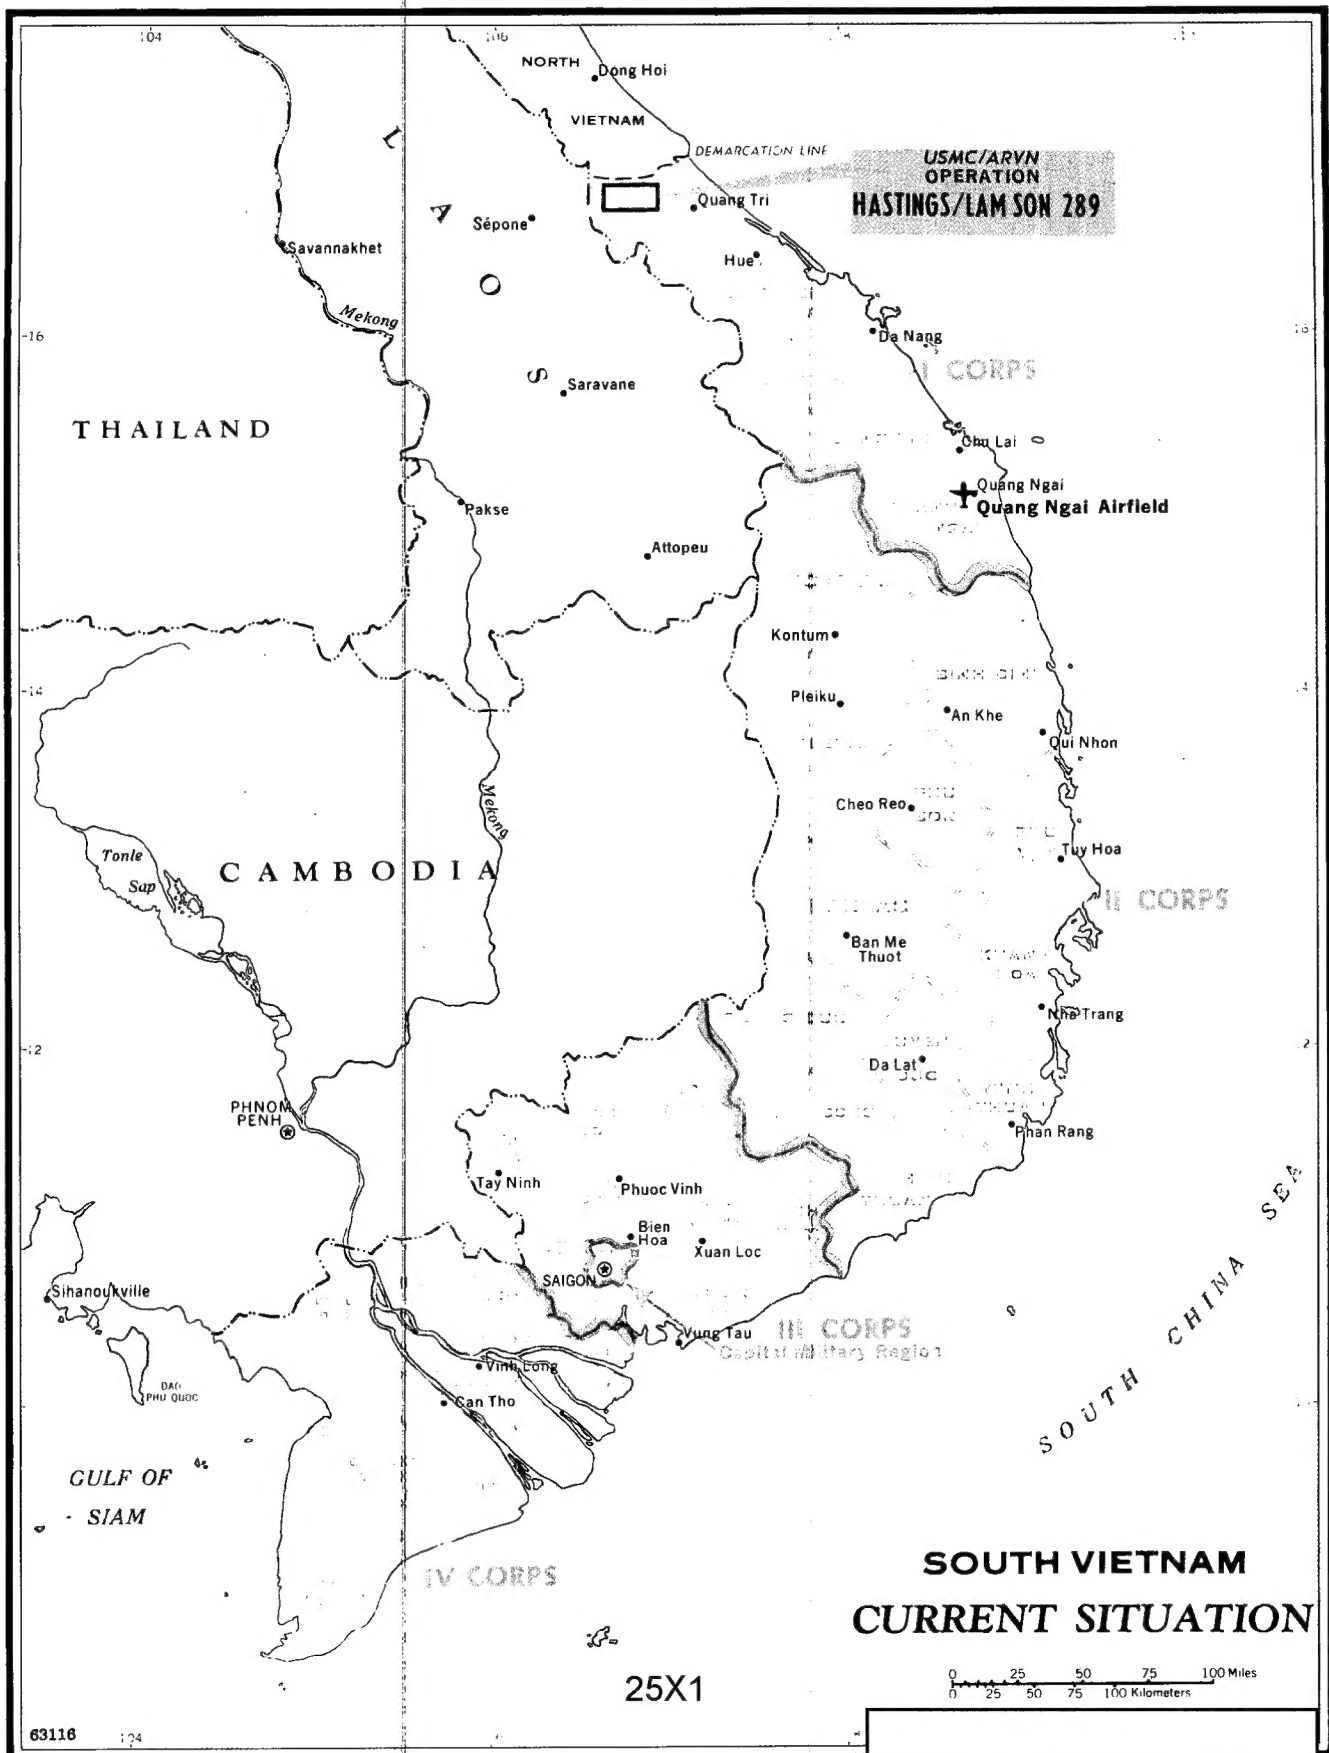 104
106
NORTH
Dong Hoi
VIETNAM
DEMARCATION LINE
USMC/ARVN
OPERATION
HASTINGS/LAM SON 289
L
A
O
S
Sépone
Quang Tri
Savannakhet
Hue
Mekong
16
16
Da Nang
I CORPS
Saravane
THAILAND
Chu Lai
Quang Ngai
Quang Ngai Airfield
Pakse
Attopeu
Kontum
14
Pleiku
An Khe
Qui Nhon
Mekong
Cheo Reo
Tonle
Sap
Tuy Hoa
CAMBODIA
II CORPS
Ban Me
Thuot
Nha Trang
12
Da Lat
PHNOM
PENH
Phan Rang
Tay Ninh
Phuoc Vinh
SOUTH CHINA SEA
Bien
Hoa
Xuan Loc
SAIGON
Sihanoukville
III CORPS
Vung Tau
Capital Military Region
Vinh Long
DAO
PHU QUOC
Can Tho
GULF OF
SIAM
IV CORPS
SOUTH VIETNAM
CURRENT SITUATION
0 25 50 75 100 Miles
0 25 50 75 100 Kilometers
25X1
63116
104